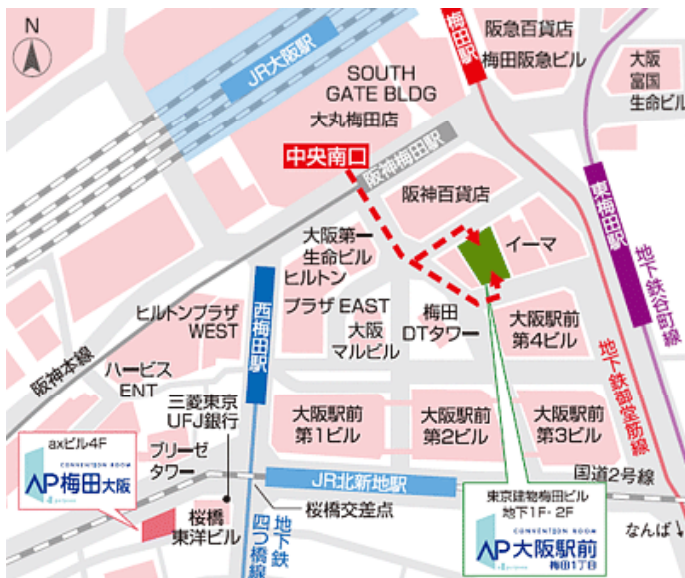 N
JR大阪駅
梅田駅
阪急百貨店
梅田阪急ビル
大阪
富国
生命ビル
SOUTH
GATE BLDG
大丸梅田店
中央南口
阪神梅田駅
阪神百貨店
東梅田駅
地下鉄谷町線
イーマ
大阪第一
生命ビル
ヒルトン
プラザ EAST
西梅田駅
ヒルトンプラザ
WEST
大阪
マルビル
梅田
DTタワー
大阪駅前
第4ビル
地下鉄御堂筋線
阪神本線
ハービス
ENT
三菱東京
UFJ銀行
大阪駅前
第1ビル
大阪駅前
第2ビル
大阪駅前
第3ビル
axビル4F
CONVENTION ROOM
AP梅田大阪
ブリーゼ
タワー
JR北新地駅
国道2号線
桜橋
東洋ビル
地下鉄
四つ橋線
桜橋交差点
東京建物梅田ビル
地下1F・2F
CONVENTION ROOM
AP大阪駅前
梅田1丁目
なんば↓